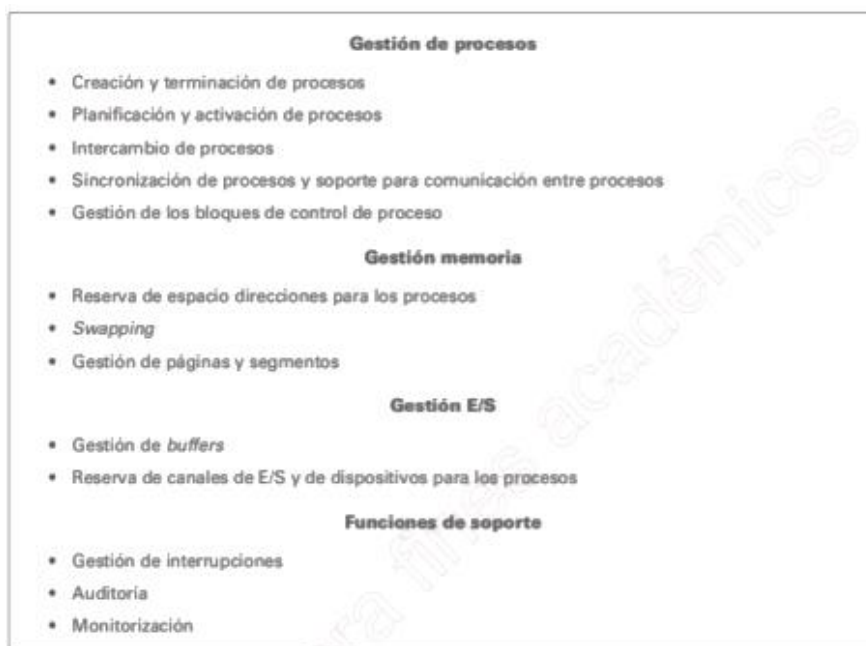 Gestión de procesos
• Creación y terminación de procesos
• Planificación y activación de procesos
• Intercambio de procesos
• Sincronización de procesos y soporte para comunicación entre procesos
• Gestión de los bloques de control de proceso
Gestión memoria
• Reserva de espacio direcciones para los procesos
• Swapping
• Gestión de páginas y segmentos
Gestión E/S
• Gestión de buffers
• Reserva de canales de E/S y de dispositivos para los procesos
Funciones de soporte
• Gestión de interrupciones
• Auditoría
• Monitorización
fines académicos